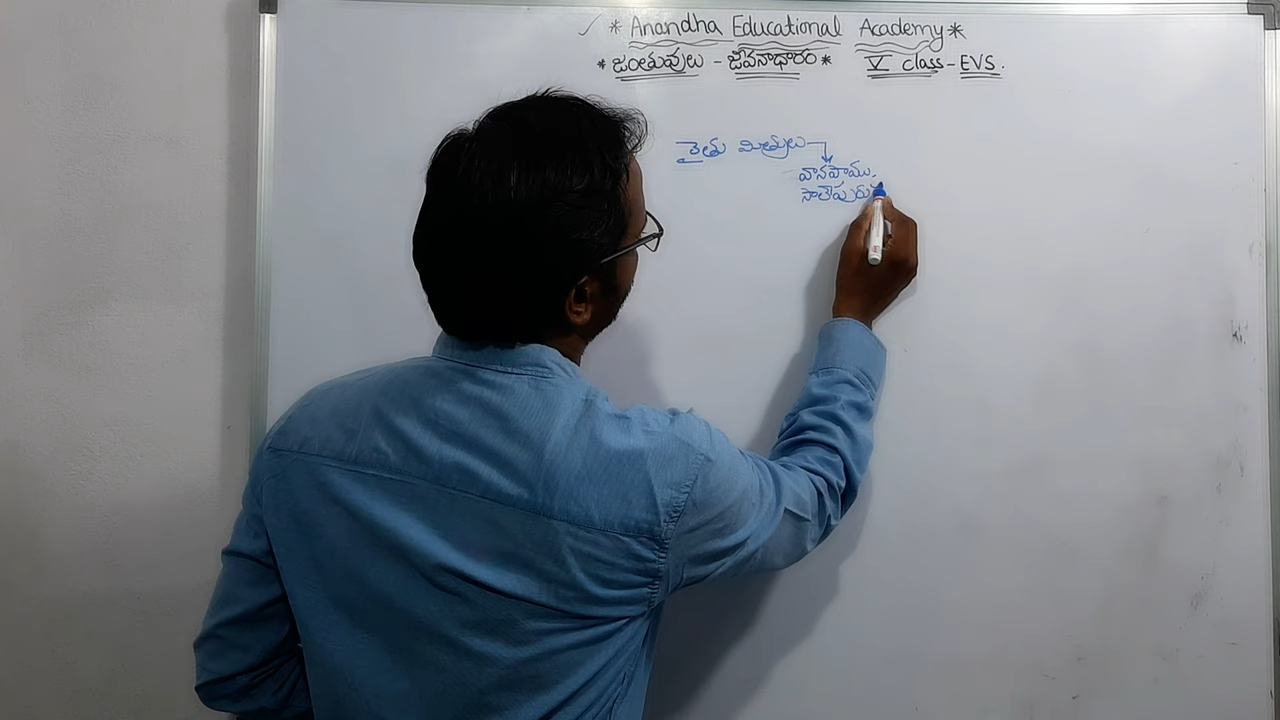 * Anandha Educational Academy *
* జంతువులు - జీవనాధారం * V class - EVS.
రైతు మిత్రులు
వానపాము.
సాలెపురు